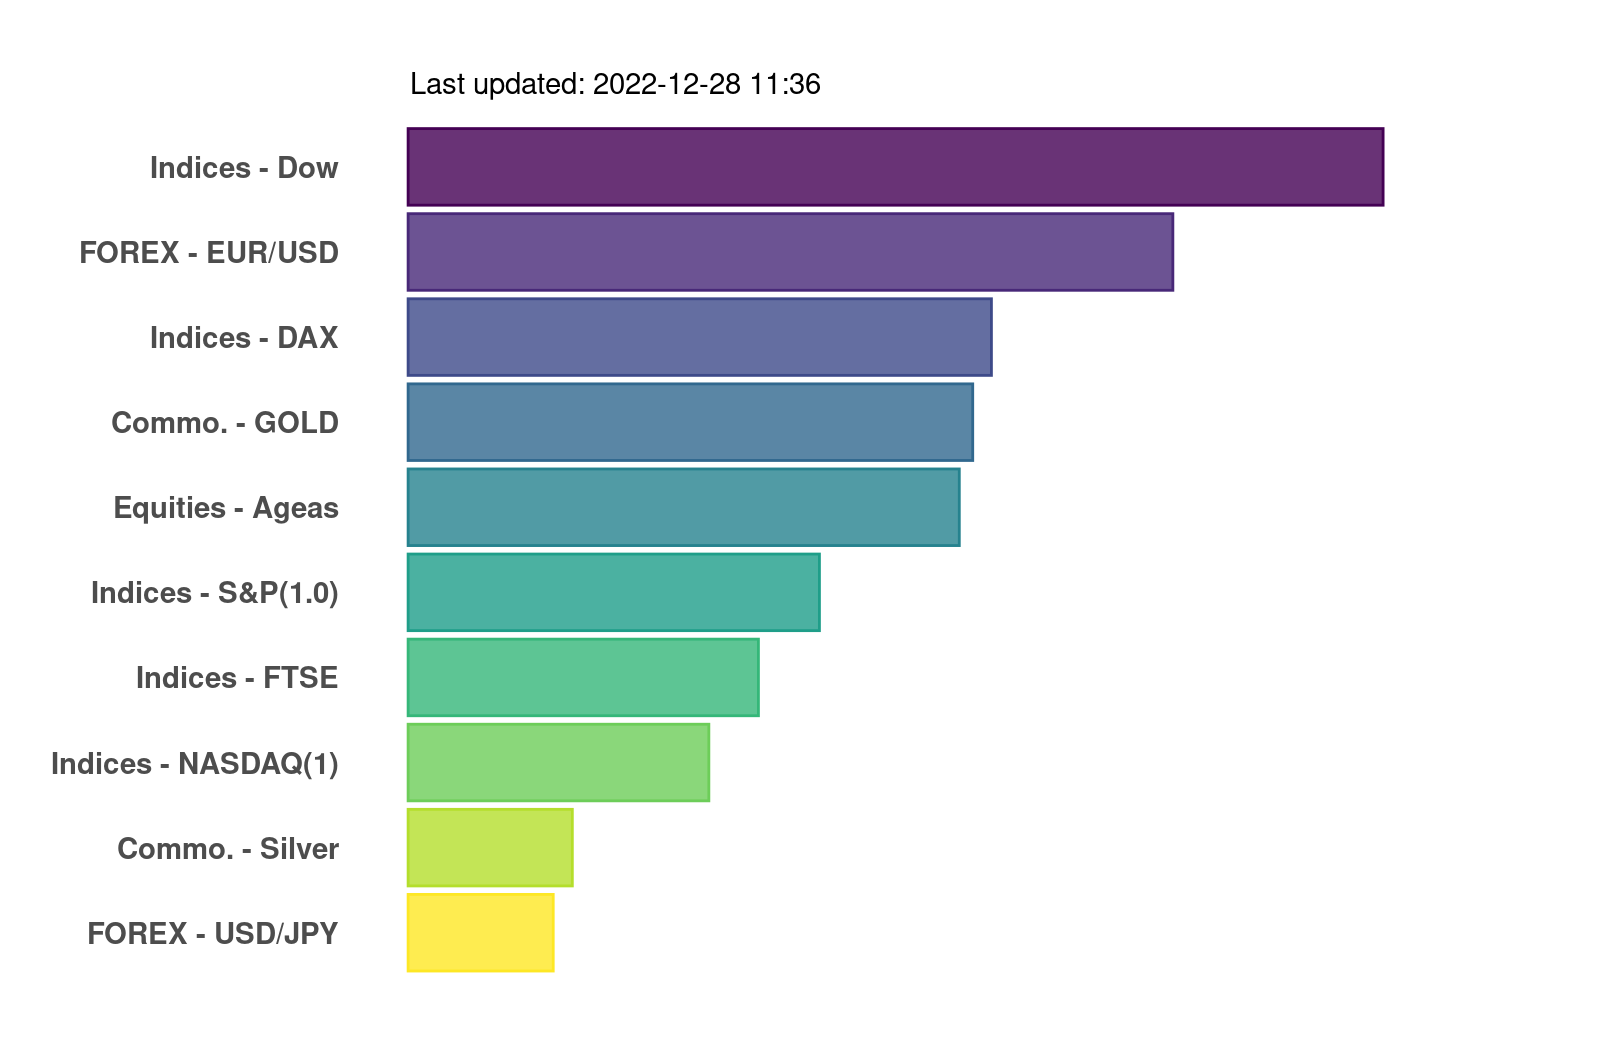 Last updated: 2022-12-28 11:36
Indices - Dow
FOREX - EUR/USD
Indices - DAX
Commo. - GOLD
Equities - Ageas
Indices - S&P(1.0)
Indices - FTSE
Indices - NASDAQ(1)
Commo. - Silver
FOREX - USD/JPY